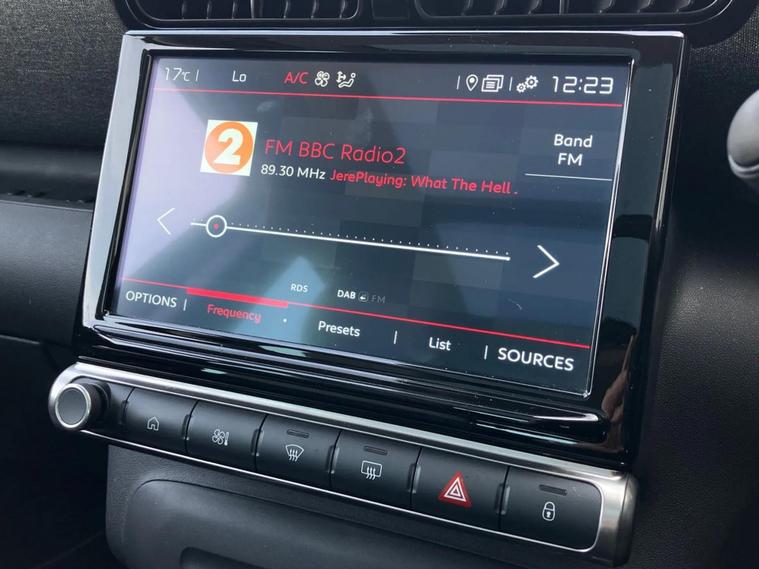 17°C | Lo A/C 12:23
2
FM BBC Radio2
89.30 MHz JerePlaying: What The Hell .
Band
FM
RDS DAB FM
OPTIONS | Frequency Presets | List | SOURCES